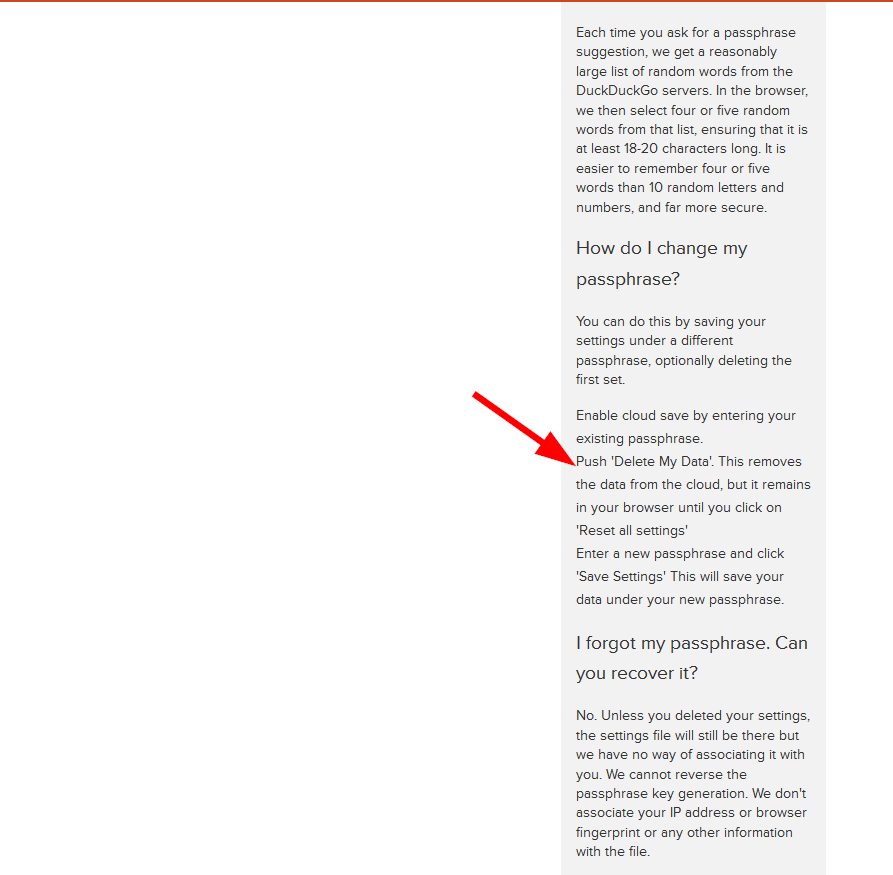 Each time you ask for a passphrase
suggestion, we get a reasonably
large list of random words from the
DuckDuckGo servers. In the browser,
we then select four or five random
words from that list, ensuring that it is
at least 18-20 characters long. It is
easier to remember four or five
words than 10 random letters and
numbers, and far more secure.
How do I change my
passphrase?
You can do this by saving your
settings under a different
passphrase, optionally deleting the
first set.
Enable cloud save by entering your
existing passphrase.
Push 'Delete My Data'. This removes
the data from the cloud, but it remains
in your browser until you click on
'Reset all settings'
Enter a new passphrase and click
'Save Settings' This will save your
data under your new passphrase.
I forgot my passphrase. Can
you recover it?
No. Unless you deleted your settings,
the settings file will still be there but
we have no way of associating it with
you. We cannot reverse the
passphrase key generation. We don't
associate your IP address or browser
fingerprint or any other information
with the file.